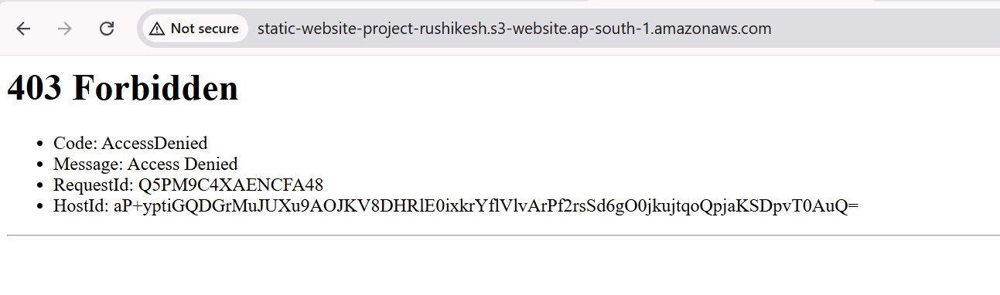 Not secure static-website-project-rushikesh.s3-website.ap-south-1.amazonaws.com
403 Forbidden
• Code: AccessDenied
• Message: Access Denied
• RequestId: Q5PM9C4XAENCFA48
• HostId: aP+yptiGQDGrMuJUXu9AOJKV8DHRlE0ixkrYflVlvArPf2rsSd6gO0jkujtqoQpjaKSDpvT0AuQ=